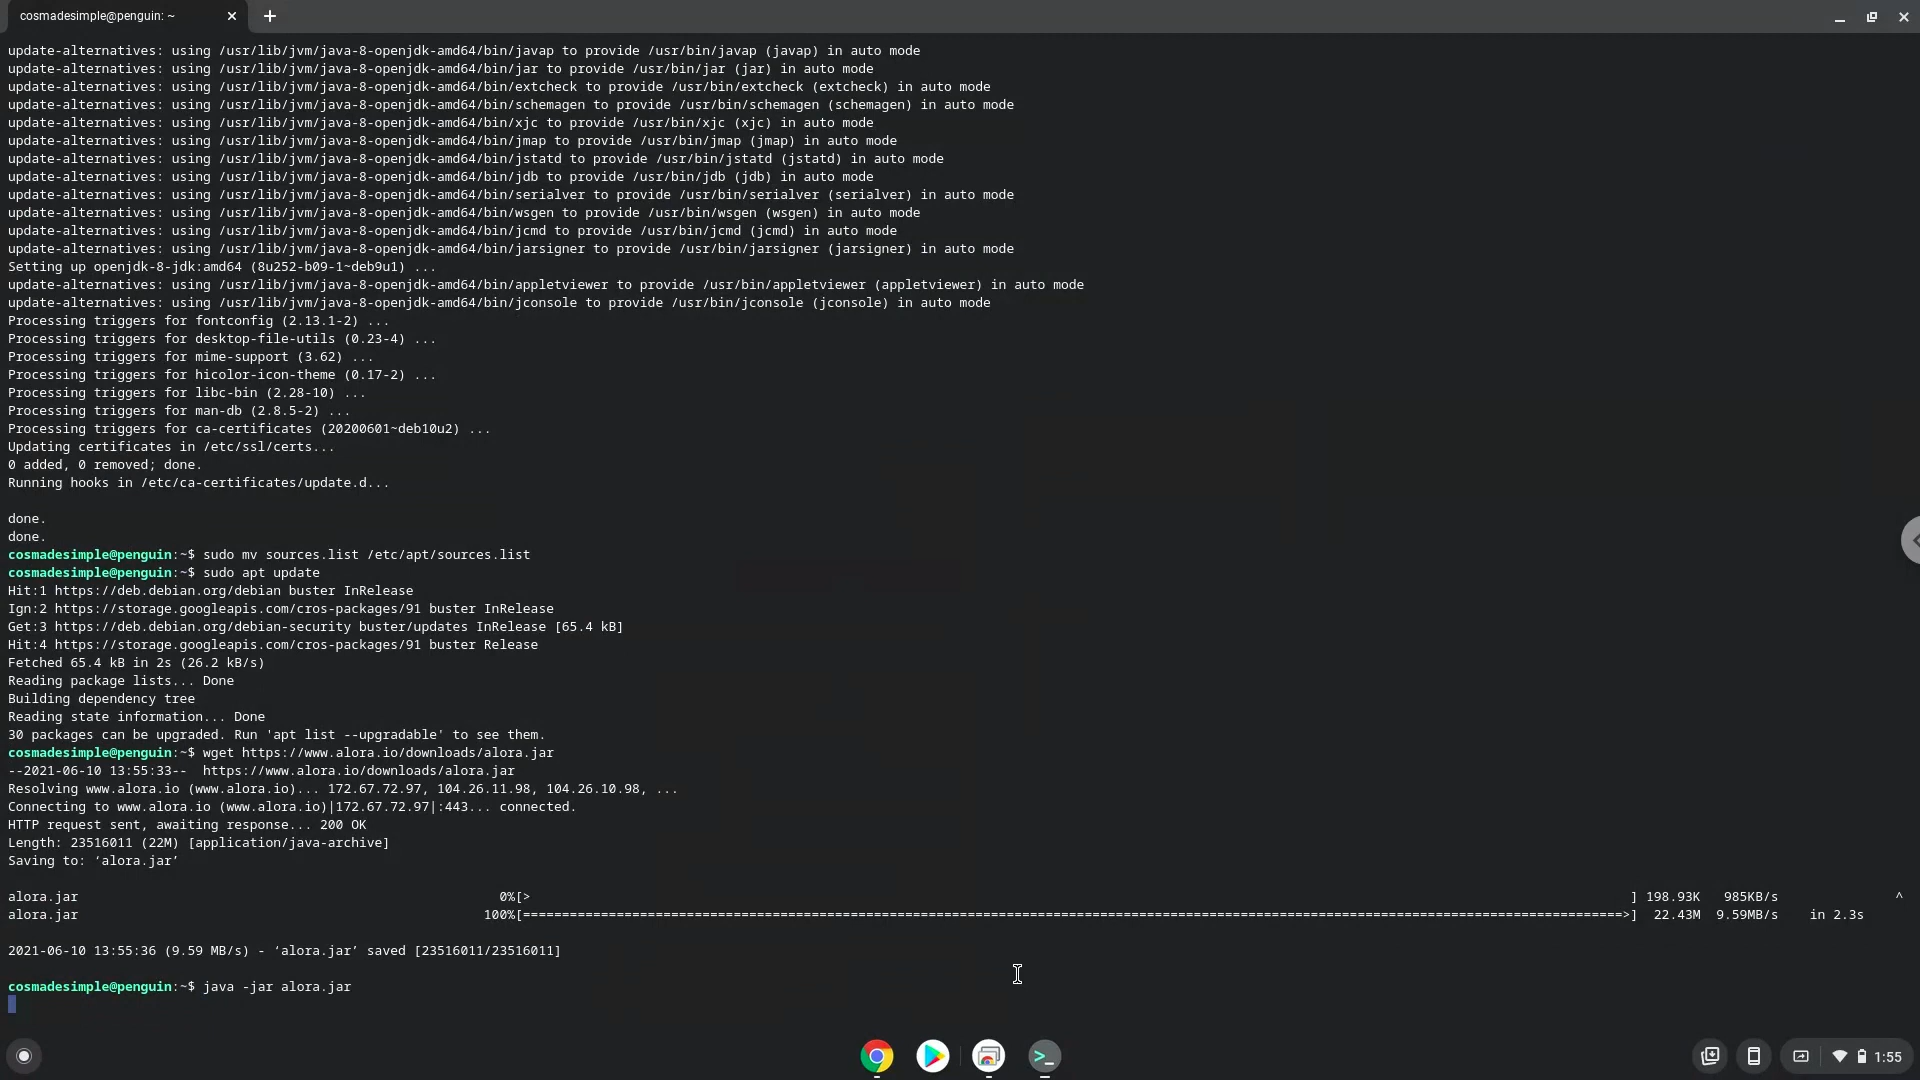 cosmadesimple@penguin: ~
update-alternatives: using /usr/lib/jvm/java-8-openjdk-amd64/bin/javap to provide /usr/bin/javap (javap) in auto mode
update-alternatives: using /usr/lib/jvm/java-8-openjdk-amd64/bin/jar to provide /usr/bin/jar (jar) in auto mode
update-alternatives: using /usr/lib/jvm/java-8-openjdk-amd64/bin/extcheck to provide /usr/bin/extcheck (extcheck) in auto mode
update-alternatives: using /usr/lib/jvm/java-8-openjdk-amd64/bin/schemagen to provide /usr/bin/schemagen (schemagen) in auto mode
update-alternatives: using /usr/lib/jvm/java-8-openjdk-amd64/bin/xjc to provide /usr/bin/xjc (xjc) in auto mode
update-alternatives: using /usr/lib/jvm/java-8-openjdk-amd64/bin/jmap to provide /usr/bin/jmap (jmap) in auto mode
update-alternatives: using /usr/lib/jvm/java-8-openjdk-amd64/bin/jstatd to provide /usr/bin/jstatd (jstatd) in auto mode
update-alternatives: using /usr/lib/jvm/java-8-openjdk-amd64/bin/jdb to provide /usr/bin/jdb (jdb) in auto mode
update-alternatives: using /usr/lib/jvm/java-8-openjdk-amd64/bin/serialver to provide /usr/bin/serialver (serialver) in auto mode
update-alternatives: using /usr/lib/jvm/java-8-openjdk-amd64/bin/wsgen to provide /usr/bin/wsgen (wsgen) in auto mode
update-alternatives: using /usr/lib/jvm/java-8-openjdk-amd64/bin/jcmd to provide /usr/bin/jcmd (jcmd) in auto mode
update-alternatives: using /usr/lib/jvm/java-8-openjdk-amd64/bin/jarsigner to provide /usr/bin/jarsigner (jarsigner) in auto mode
Setting up openjdk-8-jdk:amd64 (8u252-b09-1~deb9u1) ...
update-alternatives: using /usr/lib/jvm/java-8-openjdk-amd64/bin/appletviewer to provide /usr/bin/appletviewer (appletviewer) in auto mode
update-alternatives: using /usr/lib/jvm/java-8-openjdk-amd64/bin/jconsole to provide /usr/bin/jconsole (jconsole) in auto mode
Processing triggers for fontconfig (2.13.1-2) ...
Processing triggers for desktop-file-utils (0.23-4) ...
Processing triggers for mime-support (3.62) ...
Processing triggers for hicolor-icon-theme (0.17-2) ...
Processing triggers for libc-bin (2.28-10) ...
Processing triggers for man-db (2.8.5-2) ...
Processing triggers for ca-certificates (20200601~deb10u2) ...
Updating certificates in /etc/ssl/certs...
0 added, 0 removed; done.
Running hooks in /etc/ca-certificates/update.d...
done.
done.
cosmadesimple@penguin:~$ sudo mv sources.list /etc/apt/sources.list
cosmadesimple@penguin:~$ sudo apt update
Hit:1 https://deb.debian.org/debian buster InRelease
Ign:2 https://storage.googleapis.com/cros-packages/91 buster InRelease
Get:3 https://deb.debian.org/debian-security buster/updates InRelease [65.4 kB]
Hit:4 https://storage.googleapis.com/cros-packages/91 buster Release
Fetched 65.4 kB in 2s (26.2 kB/s)
Reading package lists... Done
Building dependency tree
Reading state information... Done
30 packages can be upgraded. Run 'apt list --upgradable' to see them.
cosmadesimple@penguin:~$ wget https://www.alora.io/downloads/alora.jar
--2021-06-10 13:55:33--  https://www.alora.io/downloads/alora.jar
Resolving www.alora.io (www.alora.io)... 172.67.72.97, 104.26.11.98, 104.26.10.98, ...
Connecting to www.alora.io (www.alora.io)|172.67.72.97|:443... connected.
HTTP request sent, awaiting response... 200 OK
Length: 23516011 (22M) [application/java-archive]
Saving to: ‘alora.jar’
alora.jar 0%[> ] 198.93K 985KB/s ^
alora.jar 100%[=============================================================================================================================================>] 22.43M 9.59MB/s in 2.3s
2021-06-10 13:55:36 (9.59 MB/s) - ‘alora.jar’ saved [23516011/23516011]
cosmadesimple@penguin:~$ java -jar alora.jar
1:55